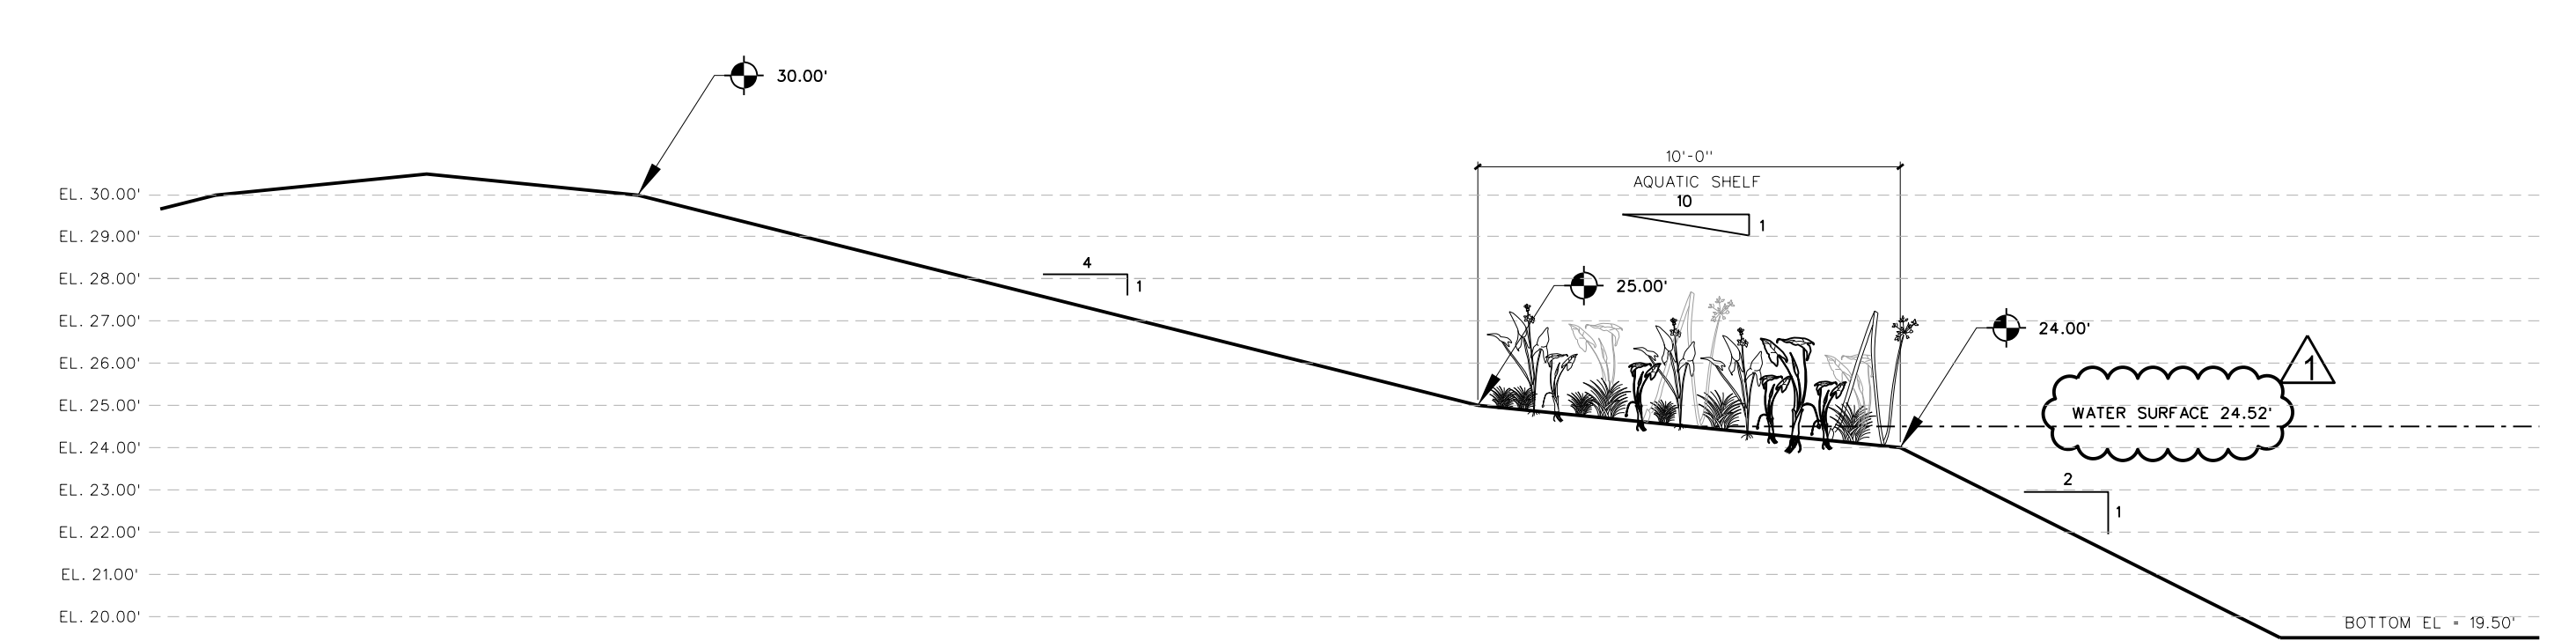 30.00'
10'-0"
AQUATIC SHELF
10
1
EL. 30.00'
EL. 29.00'
4
1
EL. 28.00'
25.00'
EL. 27.00'
24.00'
EL. 26.00'
1
EL. 25.00'
WATER SURFACE 24.52'
EL. 24.00'
EL. 23.00'
2
1
EL. 22.00'
EL. 21.00'
EL. 20.00'
BOTTOM EL = 19.50'